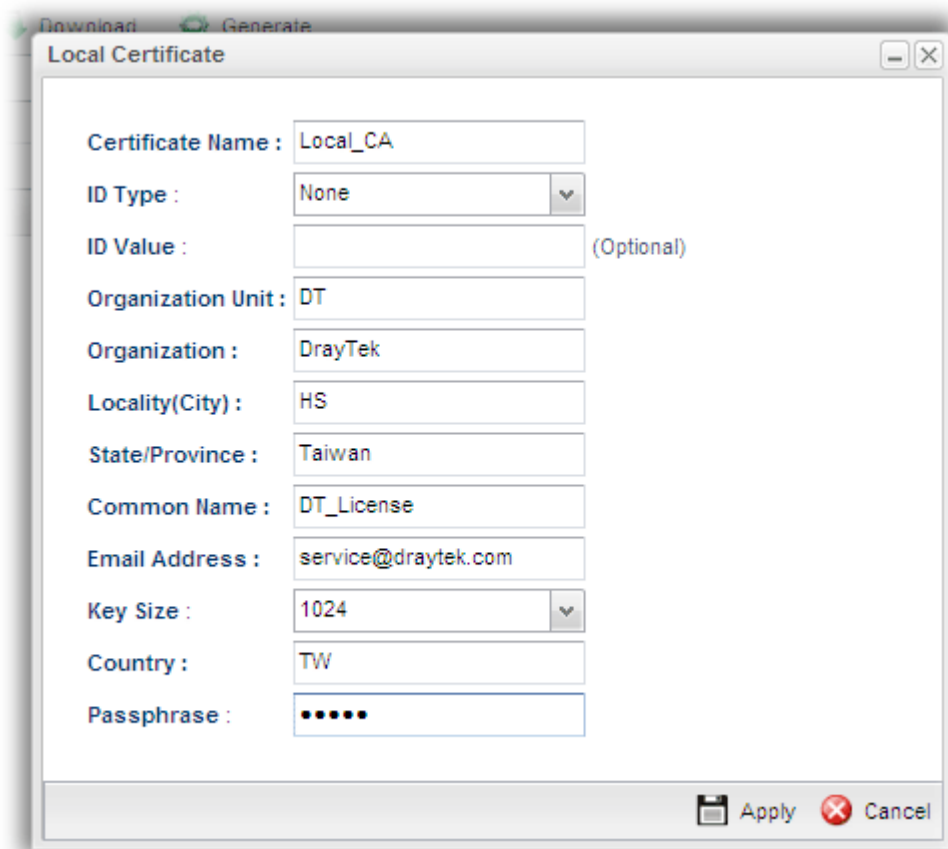 Download Generate
Local Certificate
Certificate Name : Local_CA
ID Type : None
ID Value : (Optional)
Organization Unit : DT
Organization : DrayTek
Locality(City) : HS
State/Province : Taiwan
Common Name : DT_License
Email Address : service@draytek.com
Key Size : 1024
Country : TW
Passphrase : •••••
Apply Cancel